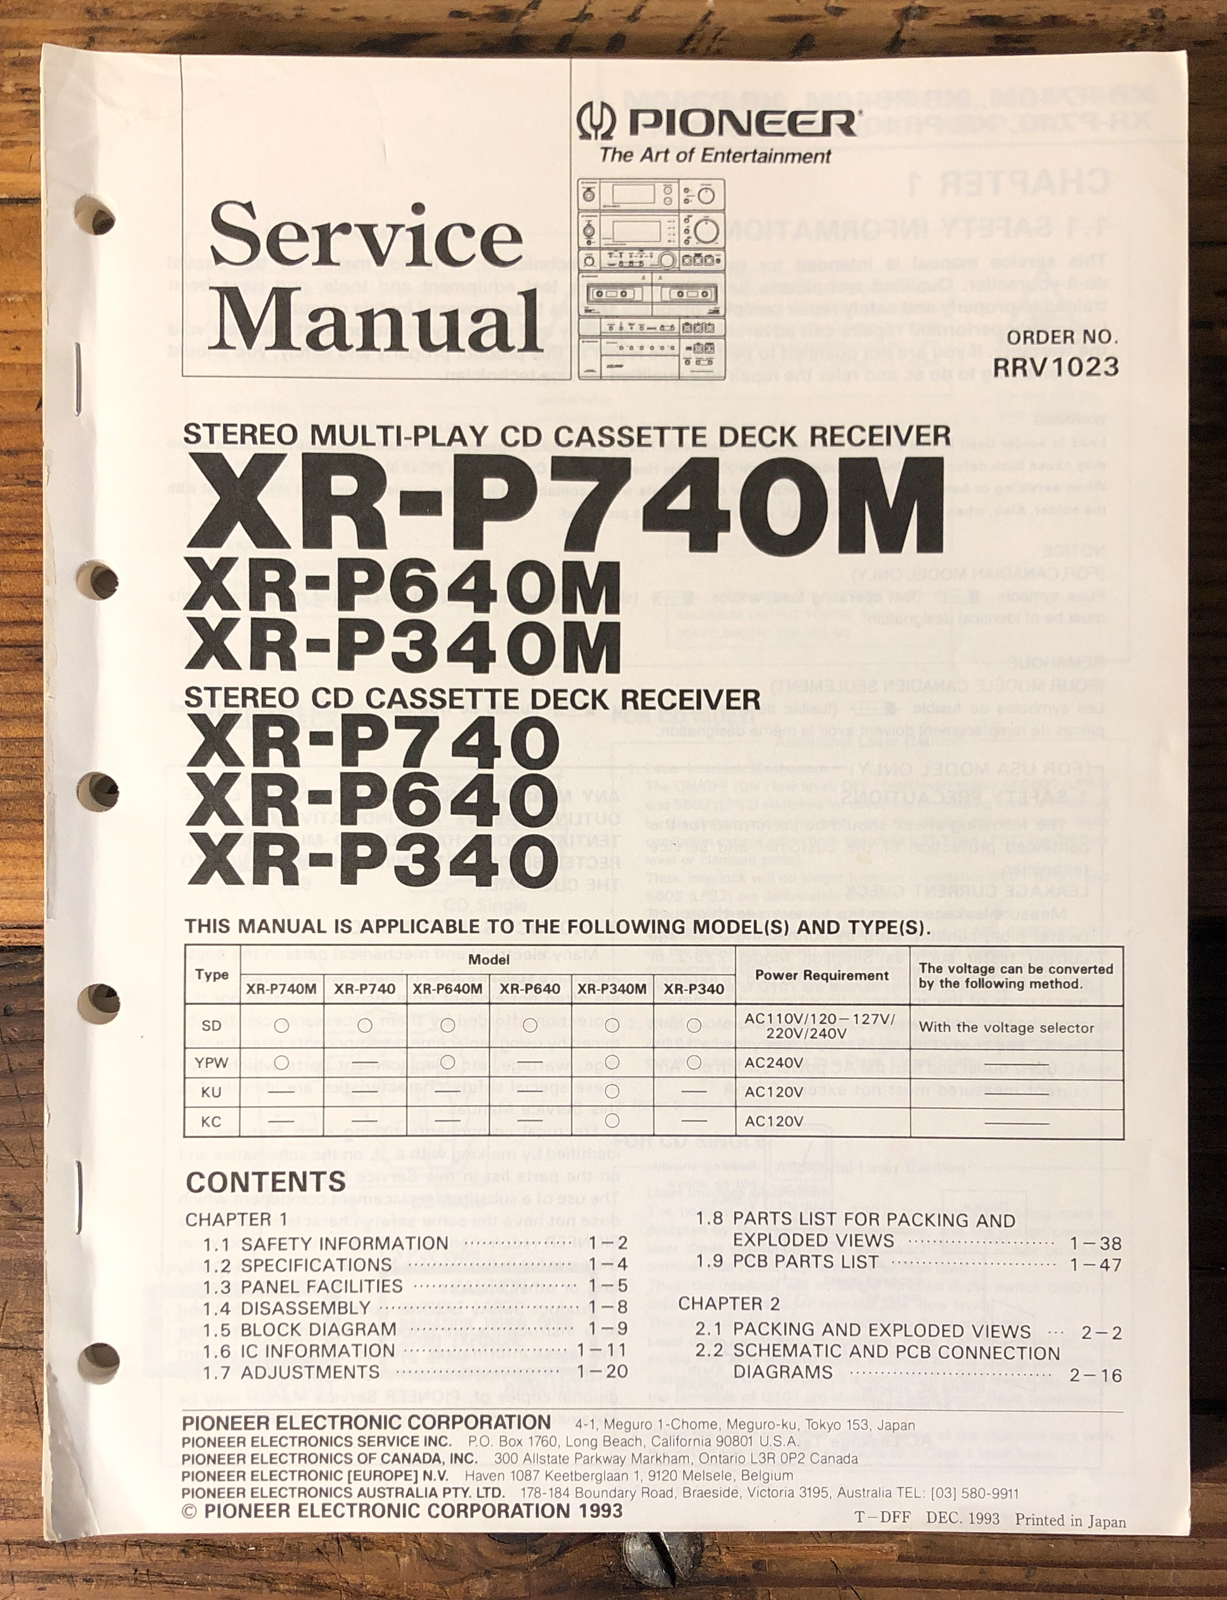 PIONEER
The Art of Entertainment
Service
Manual
ORDER NO.
RRV1023
STEREO MULTI-PLAY CD CASSETTE DECK RECEIVER
XR-P740M
XR-P640M
XR-P340M
STEREO CD CASSETTE DECK RECEIVER
XR-P740
XR-P640
XR-P340
THIS MANUAL IS APPLICABLE TO THE FOLLOWING MODEL(S) AND TYPE(S).
Type Model Power Requirement The voltage can be converted by the following method.
XR-P740M XR-P740 XR-P640M XR-P640 XR-P340M XR-P340
SD ○ ○ ○ ○ ○ ○ AC110V/120−127V/220V/240V With the voltage selector
YPW ○ — ○ — ○ ○ AC240V —
KU — — — — ○ — AC120V —
KC — — — — ○ — AC120V —
CONTENTS
CHAPTER 1
1.1 SAFETY INFORMATION ················ 1−2
1.2 SPECIFICATIONS ···················· 1−4
1.3 PANEL FACILITIES ··················· 1−5
1.4 DISASSEMBLY ······················ 1−8
1.5 BLOCK DIAGRAM ··················· 1−9
1.6 IC INFORMATION ··················· 1−11
1.7 ADJUSTMENTS ····················· 1−20
1.8 PARTS LIST FOR PACKING AND
EXPLODED VIEWS ···················· 1−38
1.9 PCB PARTS LIST ···················· 1−47
CHAPTER 2
2.1 PACKING AND EXPLODED VIEWS ··· 2−2
2.2 SCHEMATIC AND PCB CONNECTION
DIAGRAMS ························ 2−16
PIONEER ELECTRONIC CORPORATION 4-1, Meguro 1-Chome, Meguro-ku, Tokyo 153, Japan
PIONEER ELECTRONICS SERVICE INC. P.O. Box 1760, Long Beach, California 90801 U.S.A.
PIONEER ELECTRONICS OF CANADA, INC. 300 Allstate Parkway Markham, Ontario L3R 0P2 Canada
PIONEER ELECTRONIC [EUROPE] N.V. Haven 1087 Keetberglaan 1, 9120 Melsele, Belgium
PIONEER ELECTRONICS AUSTRALIA PTY. LTD. 178-184 Boundary Road, Braeside, Victoria 3195, Australia TEL: [03] 580-9911
© PIONEER ELECTRONIC CORPORATION 1993
T−DFF DEC. 1993 Printed in Japan